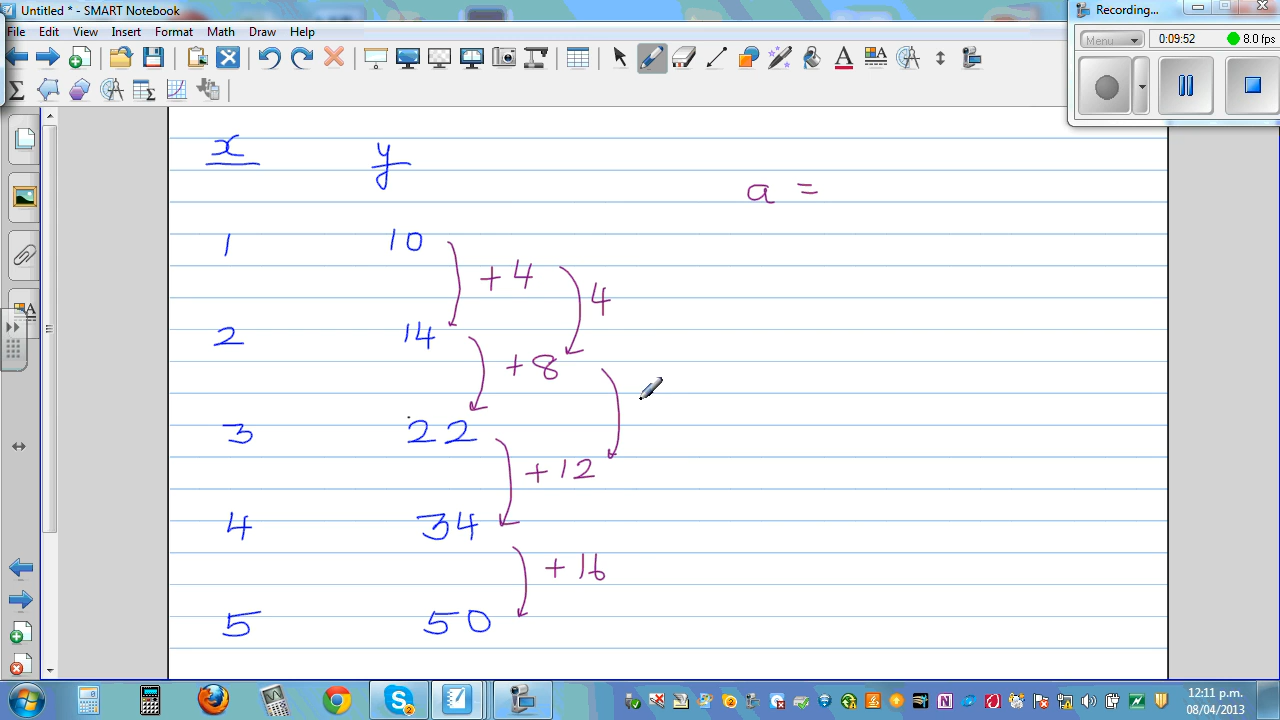 Untitled * - SMART Notebook
File Edit View Insert Format Math Draw Help
Recording...
Menu 0:09:52 8.0 fps
x y
a =
1 10
+4
4
2 14
+8
3 22
+12
4 34
+16
5 50
12:11 p.m.
08/04/2013